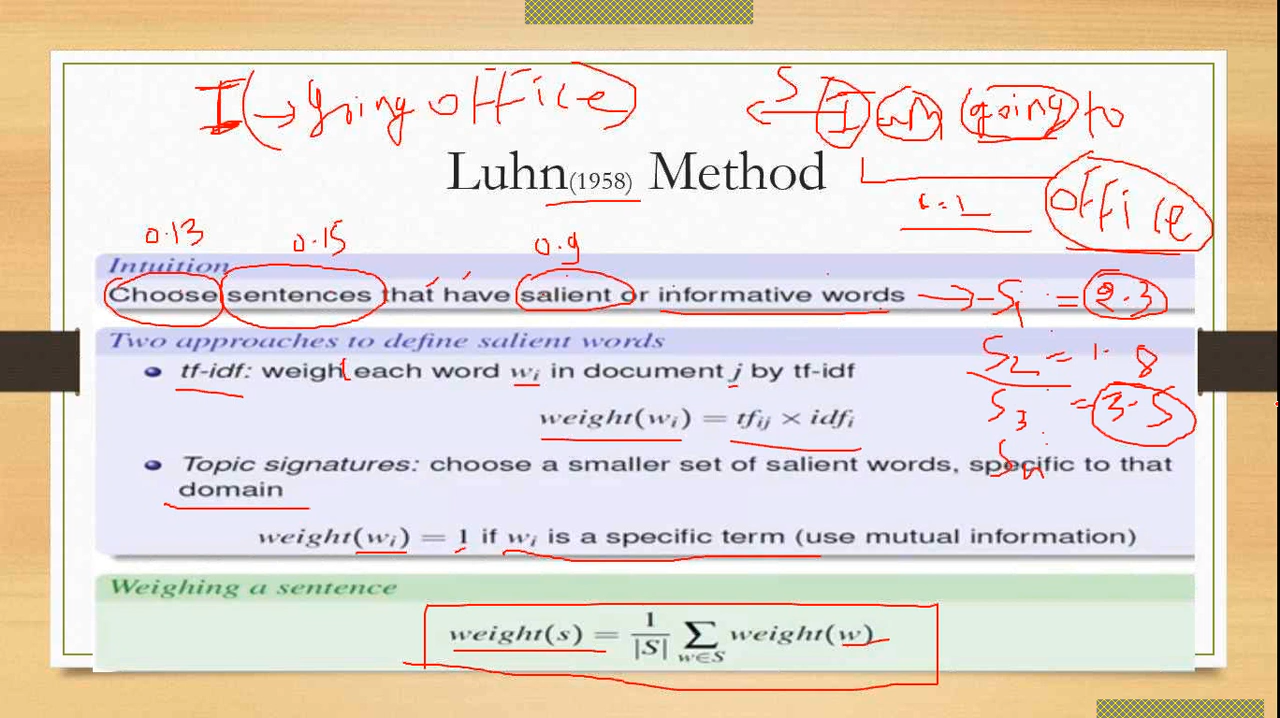 I → going office
S I am going to
office
Luhn(1958) Method
0.13 0.15 0.9
Intuition
Choose sentences that have salient or informative words → S1 = 2.3
Two approaches to define salient words
S2 = 1.8
tf-idf: weigh each word wi in document j by tf-idf
S3 = 3.5
weight(wi) = tfij × idfi
Sn
Topic signatures: choose a smaller set of salient words, specific to that
domain
weight(wi) = 1 if wi is a specific term (use mutual information)
Weighing a sentence
weight(s) = 1/|S| ∑w∈S weight(w)